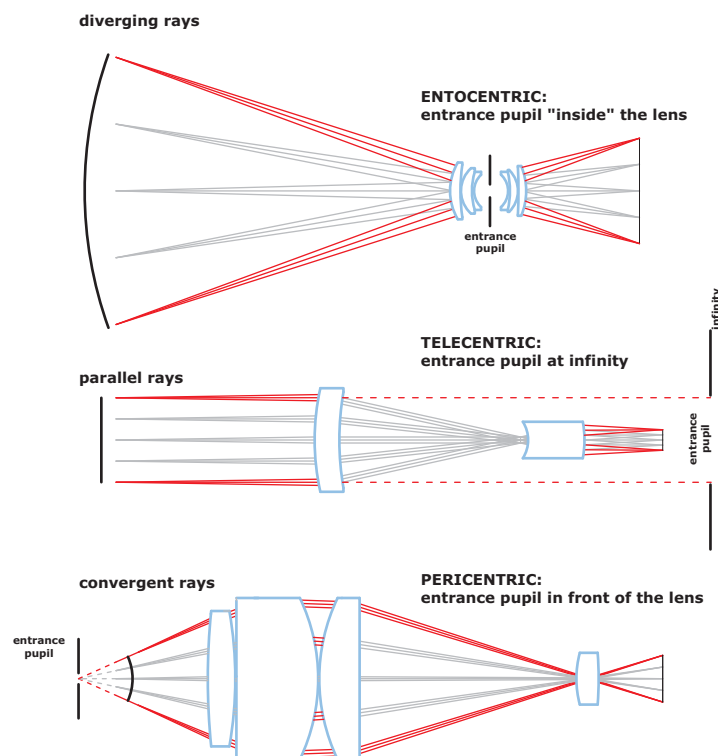 diverging rays
ENTOCENTRIC:
entrance pupil "inside" the lens
entrance
pupil
infinity
TELECENTRIC:
entrance pupil at infinity
parallel rays
entrance
pupil
convergent rays
PERICENTRIC:
entrance pupil in front of the lens
entrance
pupil